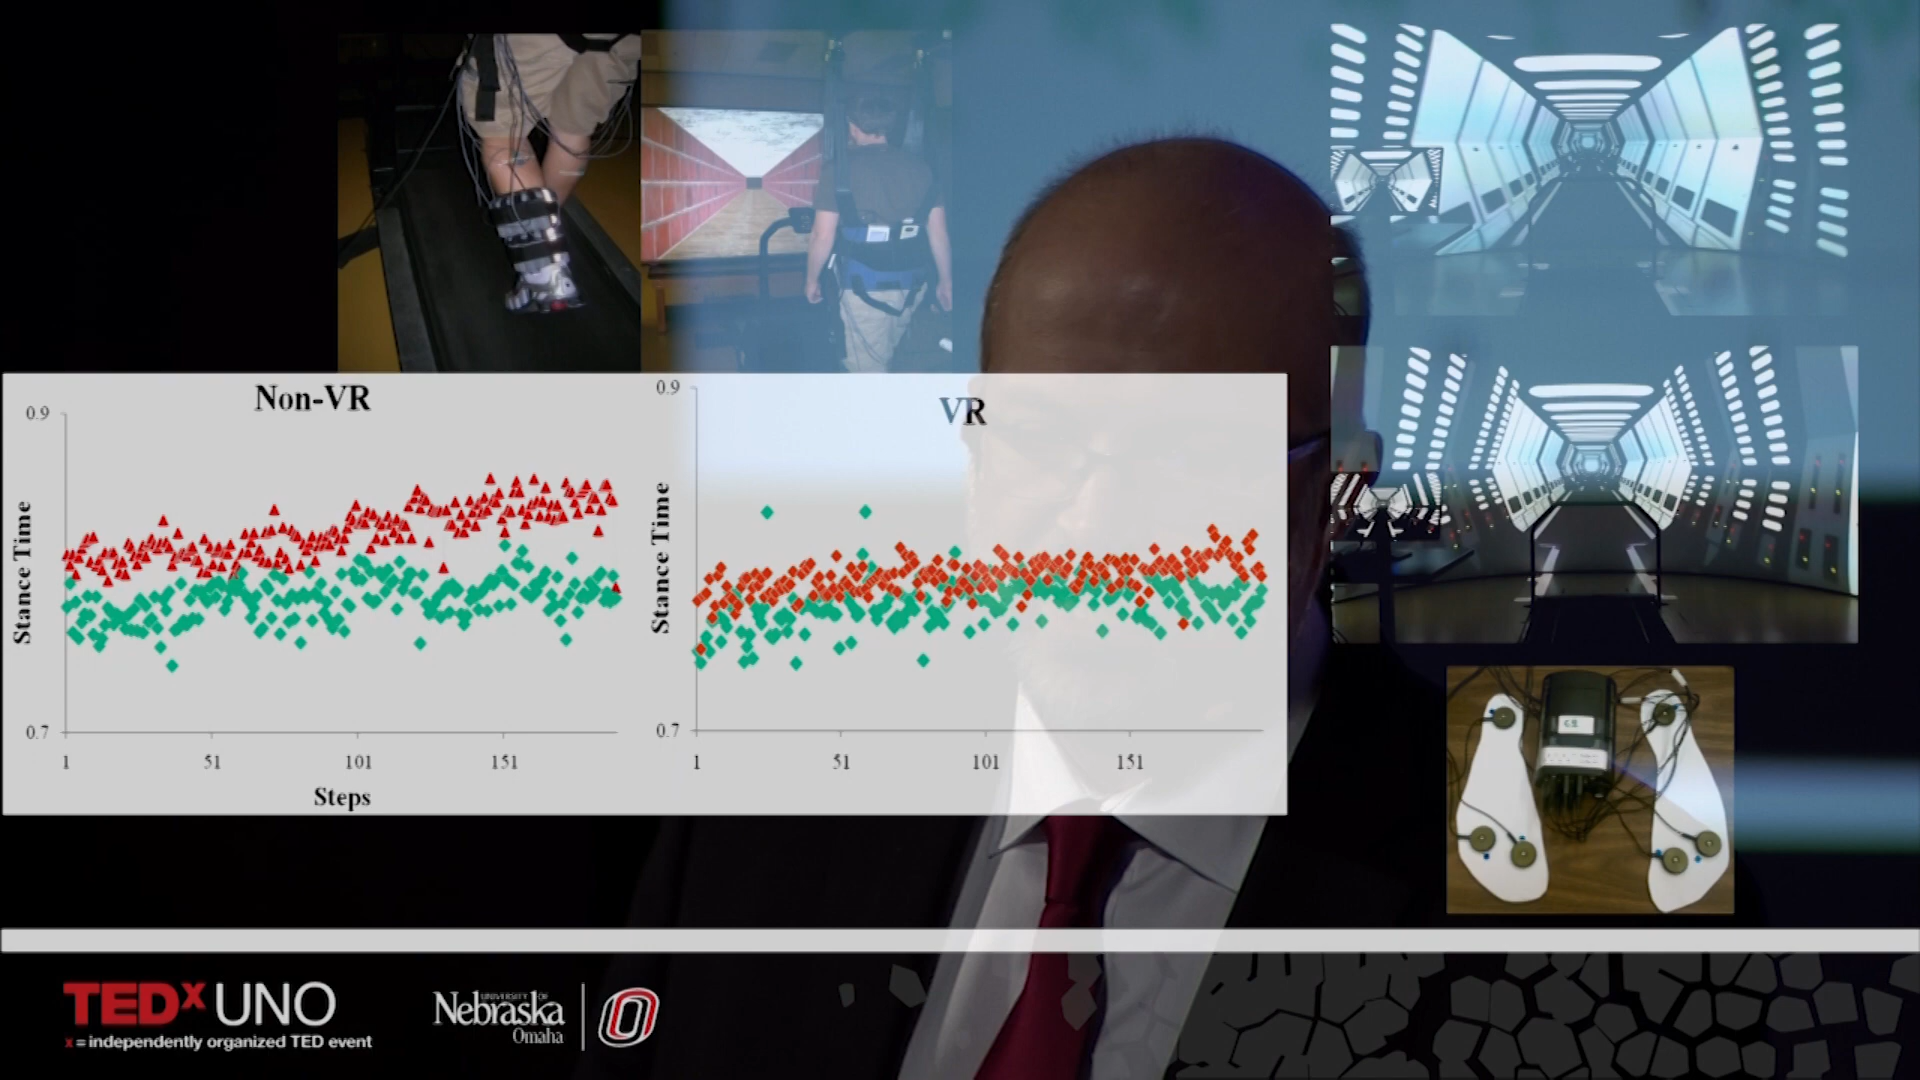 Non-VR
VR
0.9
0.9
Stance Time
Stance Time
0.7
0.7
1
51
101
151
1
51
101
151
Steps
TEDx UNO
x = independently organized TED event
UNIVERSITY OF
Nebraska
Omaha
O